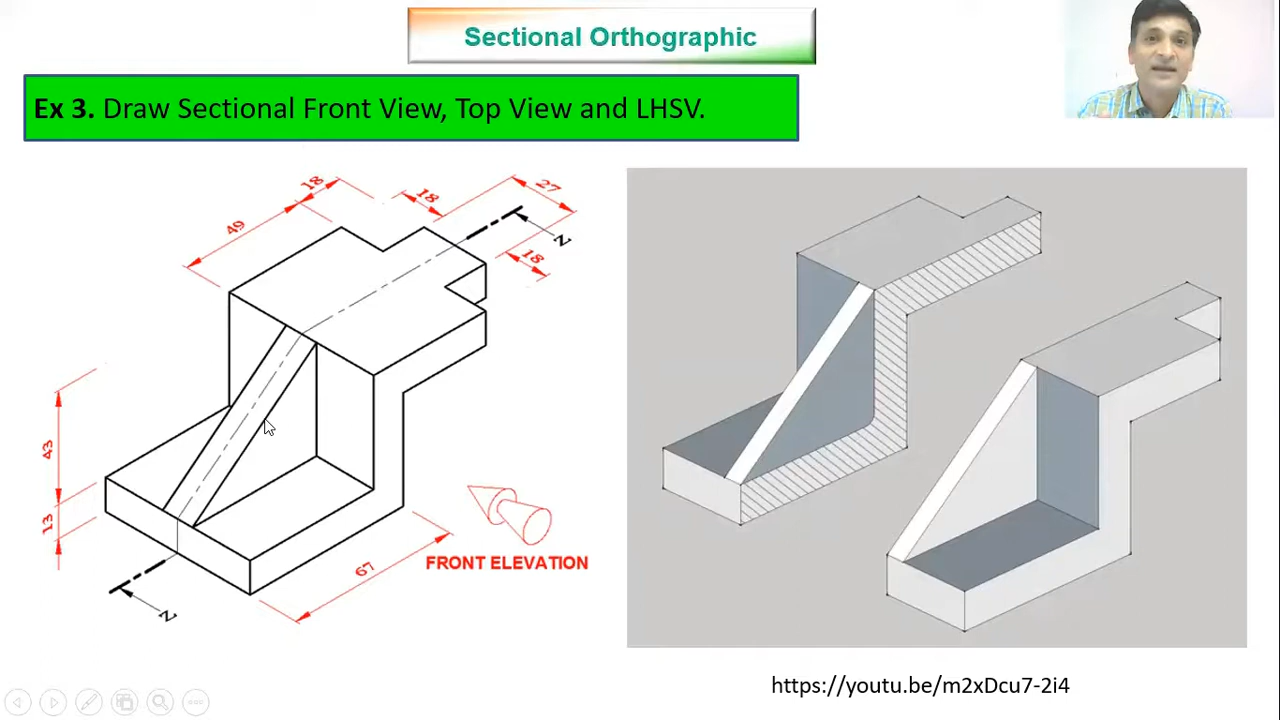 Sectional Orthographic
Ex 3. Draw Sectional Front View, Top View and LHSV.
18
18
27
49
Z
18
43
13
67
FRONT ELEVATION
Z
https://youtu.be/m2xDcu7-2i4